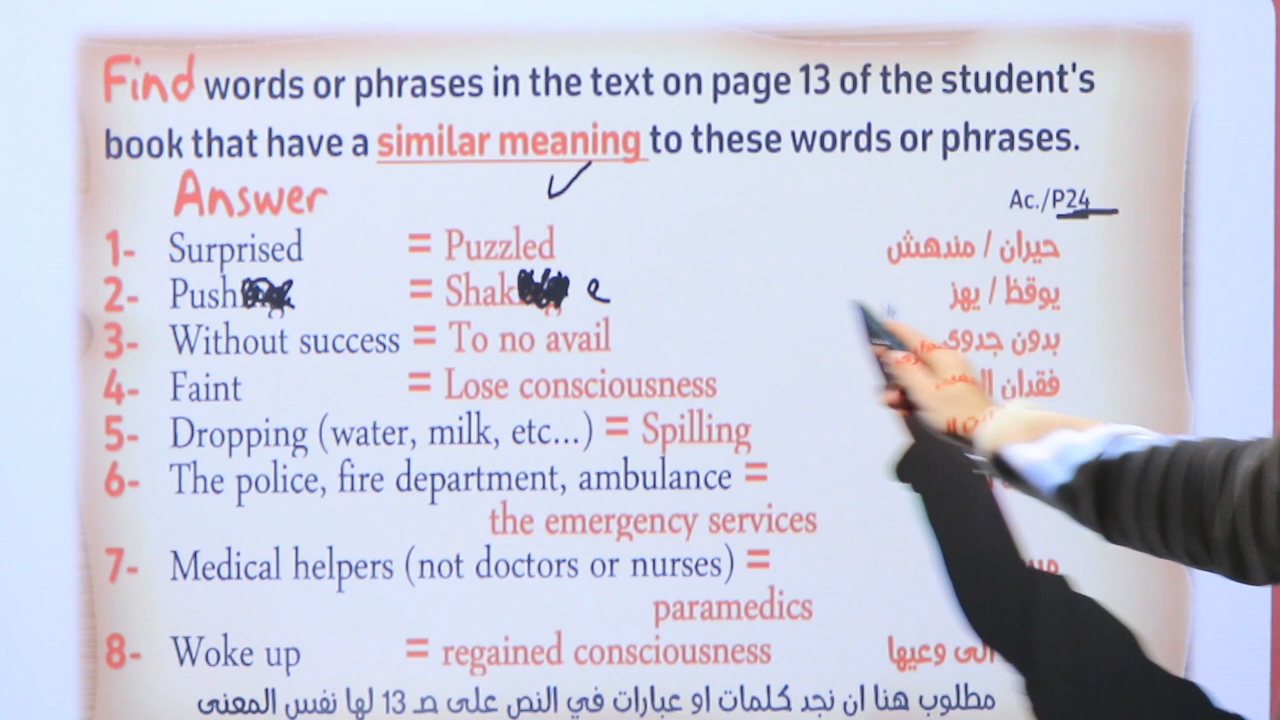 Find words or phrases in the text on page 13 of the student's
book that have a similar meaning to these words or phrases.
Answer
Ac./P24
1- Surprised = Puzzled حيران / مندهش
2- Push = Shak e يوقظ / يهز
3- Without success = To no avail بدون جدوى
4- Faint = Lose consciousness فقدان
5- Dropping (water, milk, etc...) = Spilling
6- The police, fire department, ambulance =
the emergency services
7- Medical helpers (not doctors or nurses) =
paramedics
8- Woke up = regained consciousness الى وعيها
مطلوب هنا ان نجد كلمات او عبارات في النص على صـ 13 لها نفس المعنى